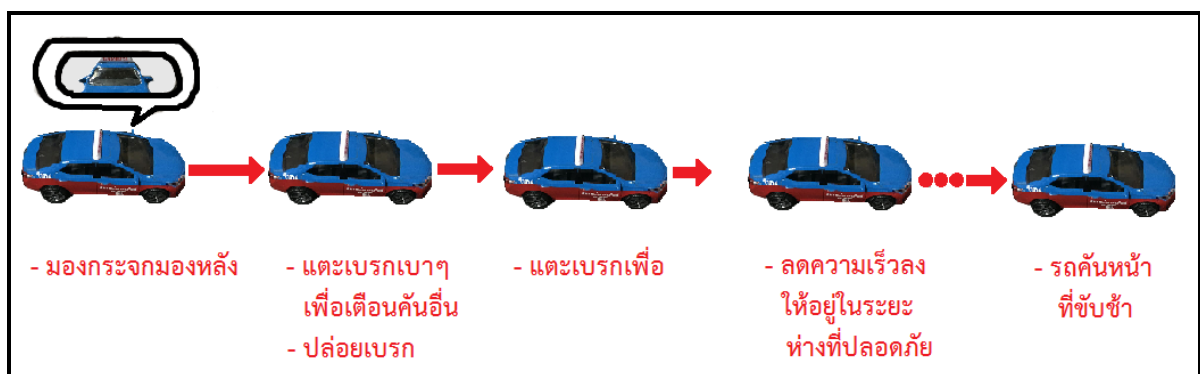 - มองกระจกมองหลัง
- แตะเบรกเบาๆ
เพื่อเตือนคันอื่น
- ปล่อยเบรก
- แตะเบรกเพื่อ
- ลดความเร็วลง
ให้อยู่ในระยะ
ห่างที่ปลอดภัย
- รถคันหน้า
ที่ขับช้า